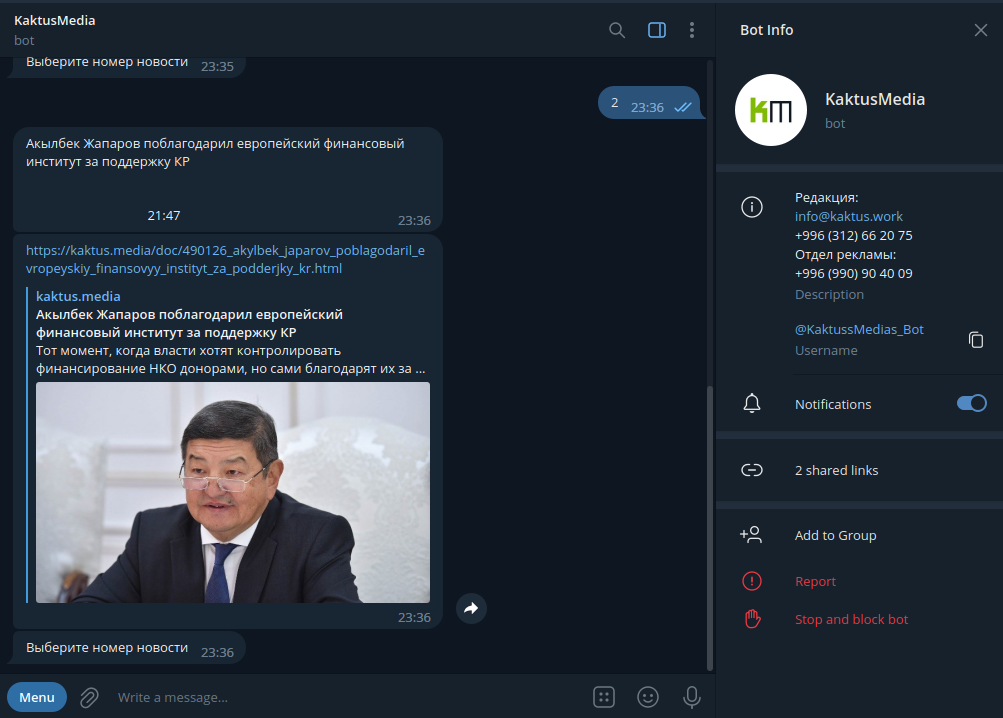 KaktusMedia
bot
Выберите номер новости 23:35
2 23:36
Акылбек Жапаров поблагодарил европейский финансовый
институт за поддержку КР
21:47
23:36
https://kaktus.media/doc/490126_akylbek_japarov_poblagodaril_e
vropeyskiy_finansovyy_instityt_za_podderjky_kr.html
kaktus.media
Акылбек Жапаров поблагодарил европейский
финансовый институт за поддержку КР
Тот момент, когда власти хотят контролировать
финансирование НКО донорами, но сами благодарят их за ...
23:36
Выберите номер новости 23:36
Menu
Write a message...
Bot Info
km
KaktusMedia
bot
Редакция:
info@kaktus.work
+996 (312) 66 20 75
Отдел рекламы:
+996 (990) 90 40 09
Description
@KaktussMedias_Bot
Username
Notifications
2 shared links
Add to Group
Report
Stop and block bot